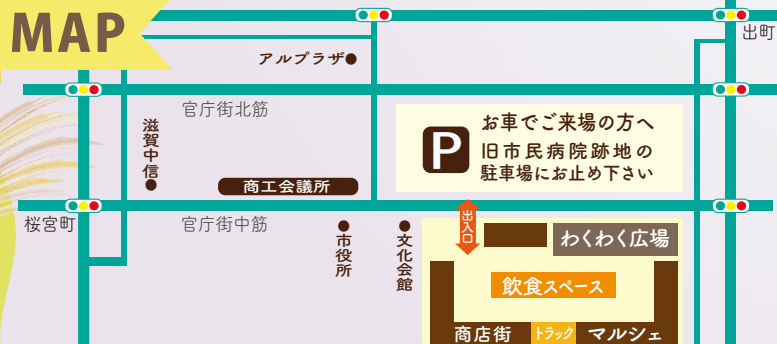 MAP
出町
アルプラザ
官庁街北筋
お車でご来場の方へ
P
旧市民病院跡地の
駐車場にお止め下さい
滋賀中信
商工会議所
桜宮町
官庁街中筋
市役所
文化会館
出入口
わくわく広場
飲食スペース
商店街
トラック
マルシェ